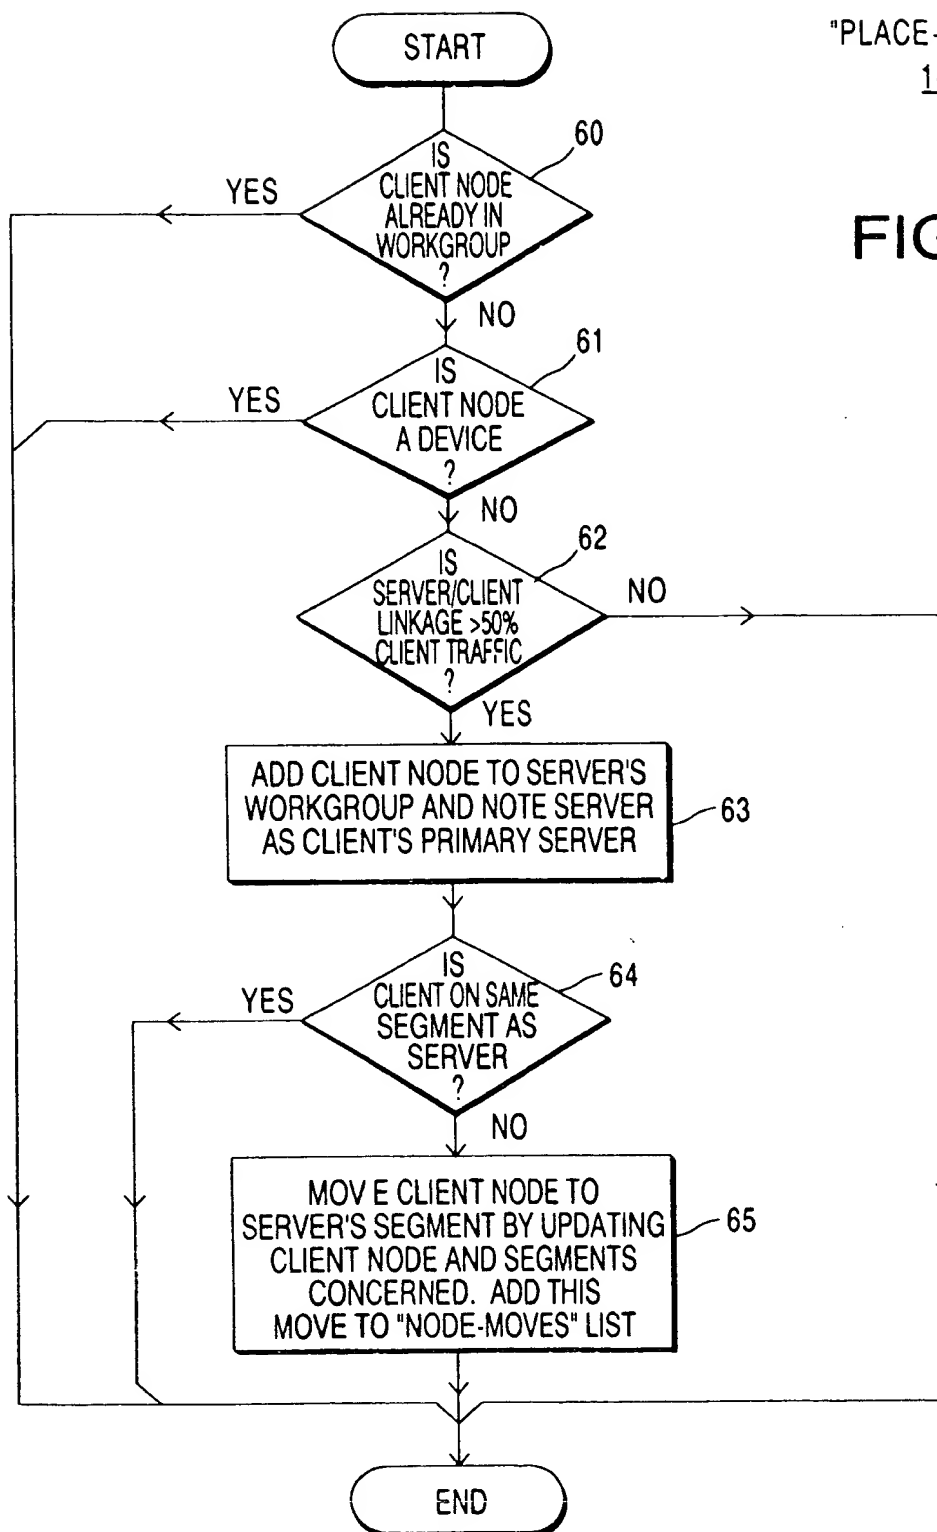 START
"PLACE-
1
60
IS
CLIENT NODE
ALREADY IN
WORKGROUP
?
YES
NO
FIG
61
IS
CLIENT NODE
A DEVICE
?
YES
NO
62
IS
SERVER/CLIENT
LINKAGE >50%
CLIENT TRAFFIC
?
NO
YES
ADD CLIENT NODE TO SERVER'S
WORKGROUP AND NOTE SERVER
AS CLIENT'S PRIMARY SERVER
63
IS
CLIENT ON SAME
SEGMENT AS
SERVER
?
64
YES
NO
MOVE CLIENT NODE TO
SERVER'S SEGMENT BY UPDATING
CLIENT NODE AND SEGMENTS
CONCERNED. ADD THIS
MOVE TO "NODE-MOVES" LIST
65
END